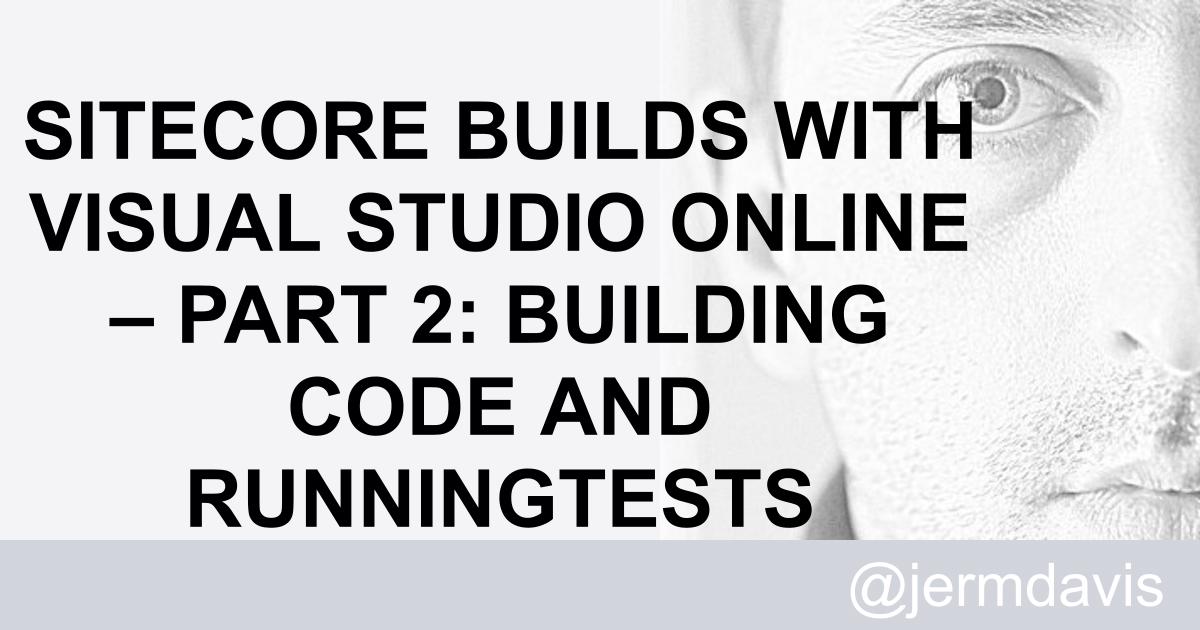 SITECORE BUILDS WITH
VISUAL STUDIO ONLINE
– PART 2: BUILDING
CODE AND
RUNNINGTESTS
@jermdavis